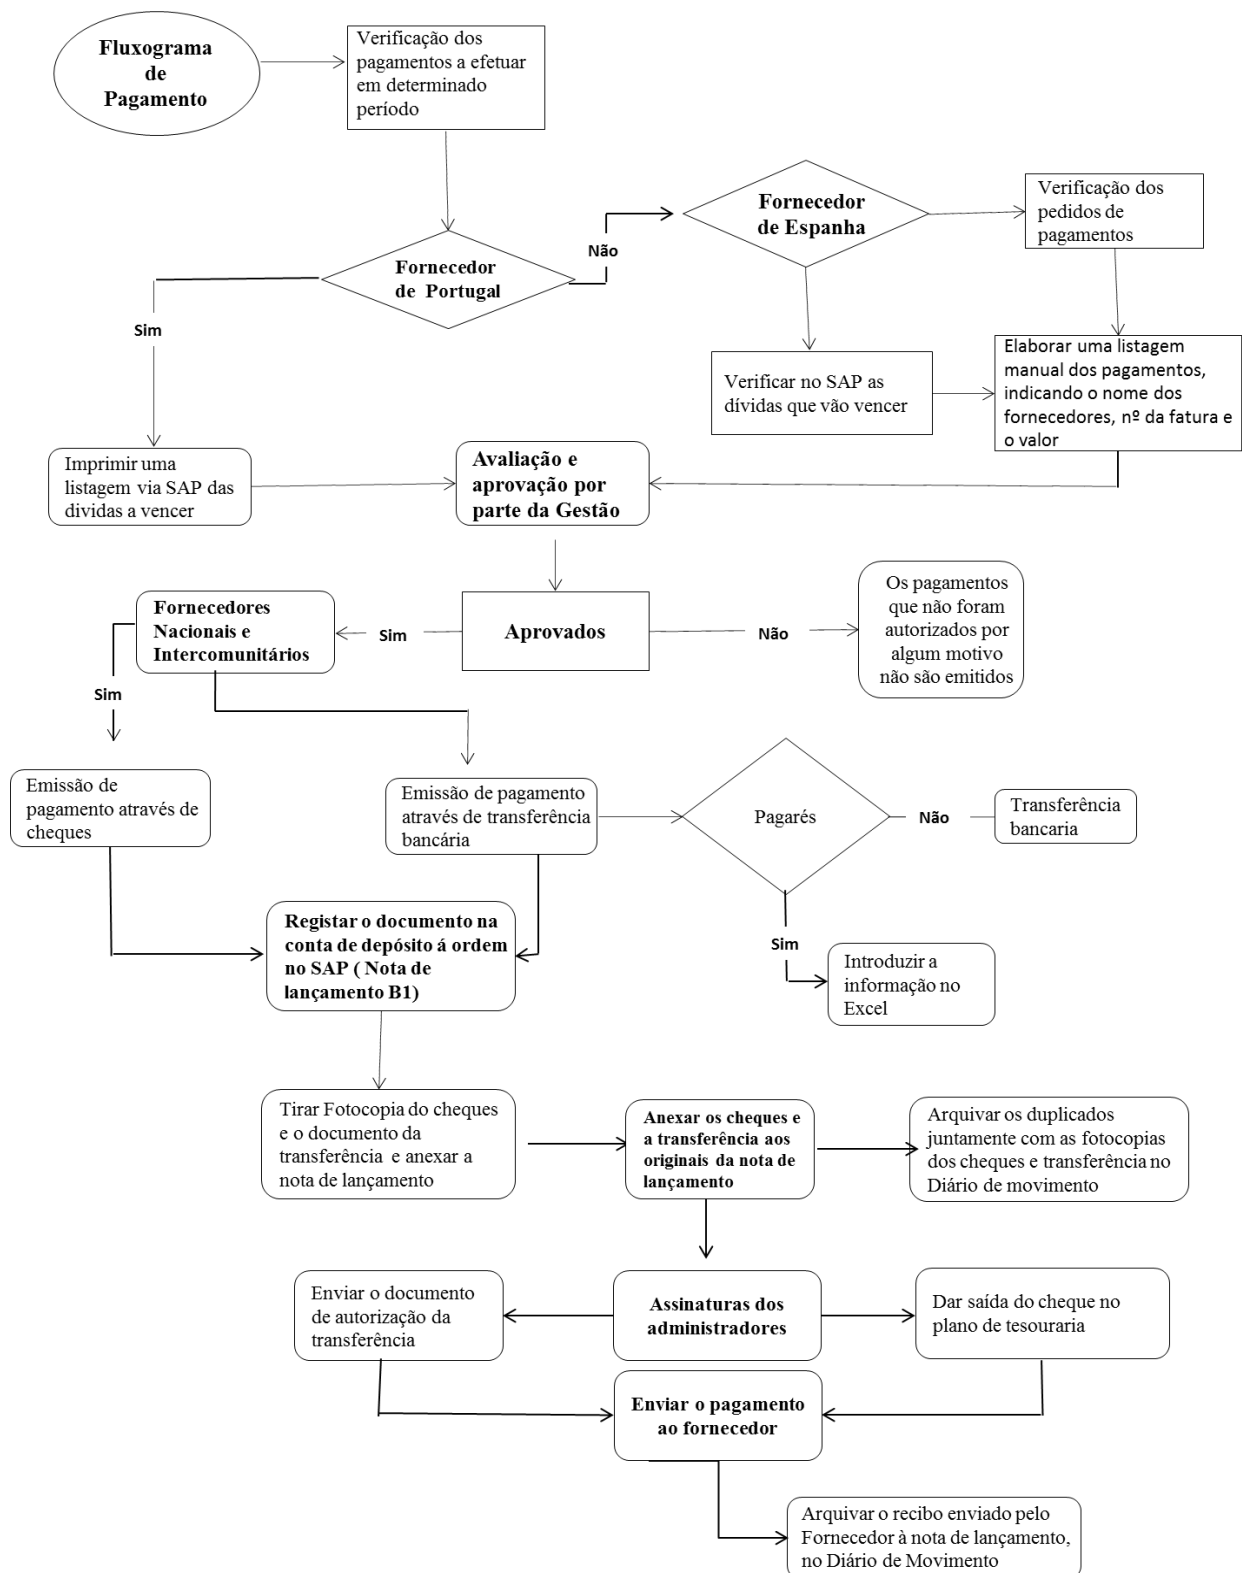 Fluxograma
de
Pagamento
Verificação dos
pagamentos a efetuar
em determinado
período
Fornecedor
de Espanha
Verificação dos
pedidos de
pagamentos
Não
Fornecedor
de Portugal
Sim
Verificar no SAP as
dívidas que vão vencer
Elaborar uma listagem
manual dos pagamentos,
indicando o nome dos
fornecedores, nº da fatura e
o valor
Imprimir uma
listagem via SAP das
dividas a vencer
Avaliação e
aprovação por
parte da Gestão
Fornecedores
Nacionais e
Intercomunitários
Sim
Aprovados
Não
Os pagamentos
que não foram
autorizados por
algum motivo
não são emitidos
Sim
Emissão de
pagamento através de
cheques
Emissão de pagamento
através de transferência
bancária
Pagarés
Não
Transferência
bancaria
Registar o documento na
conta de depósito á ordem
no SAP ( Nota de
lançamento B1)
Sim
Introduzir a
informação no
Excel
Tirar Fotocopia do cheques
e o documento da
transferência e anexar a
nota de lançamento
Anexar os cheques e
a transferência aos
originais da nota de
lançamento
Arquivar os duplicados
juntamente com as fotocopias
dos cheques e transferência no
Diário de movimento
Enviar o documento
de autorização da
transferência
Assinaturas dos
administradores
Dar saída do cheque no
plano de tesouraria
Enviar o pagamento
ao fornecedor
Arquivar o recibo enviado pelo
Fornecedor à nota de lançamento,
no Diário de Movimento